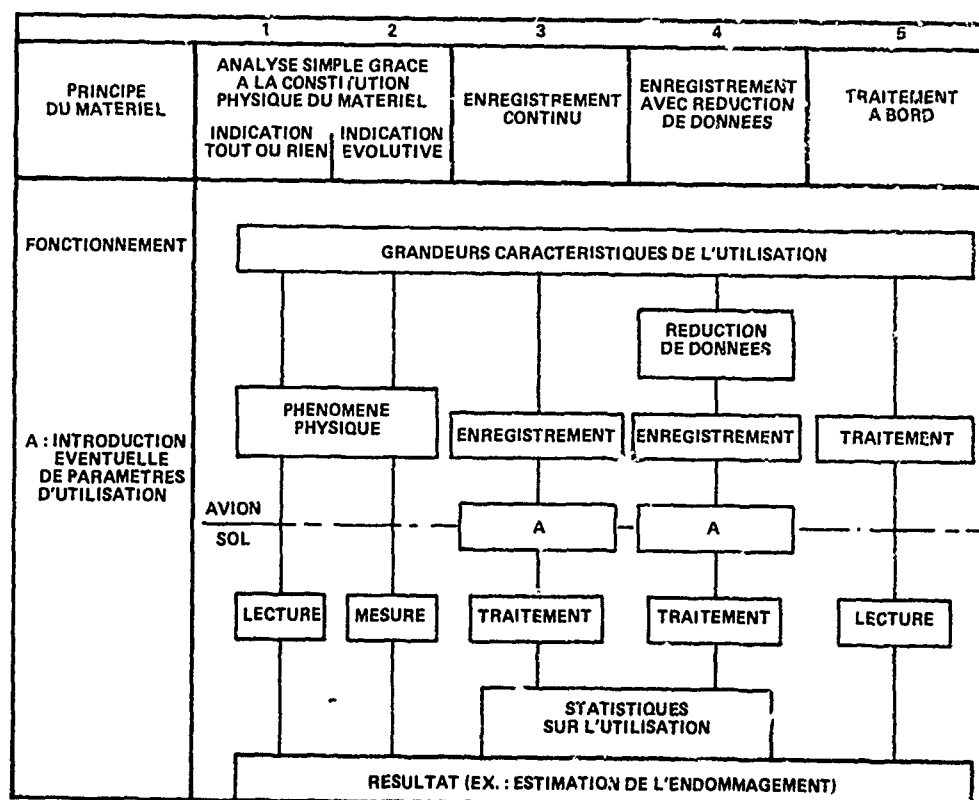 1 2 3 4 5
PRINCIPE
DU MATERIEL
ANALYSE SIMPLE GRACE
A LA CONSTITUTION
PHYSIQUE DU MATERIEL
INDICATION
TOUT OU RIEN
INDICATION
EVOLUTIVE
ENREGISTREMENT
CONTINU
ENREGISTREMENT
AVEC REDUCTION
DE DONNEES
TRAITEMENT
A BORD
FONCTIONNEMENT
GRANDEURS CARACTERISTIQUES DE L'UTILISATION
REDUCTION
DE DONNEES
PHENOMENE
PHYSIQUE
ENREGISTREMENT
ENREGISTREMENT
TRAITEMENT
A : INTRODUCTION
EVENTUELLE
DE PARAMETRES
D'UTILISATION
AVION
SOL
A
A
LECTURE
MESURE
TRAITEMENT
TRAITEMENT
LECTURE
STATISTIQUES
SUR L'UTILISATION
RESULTAT (EX. : ESTIMATION DE L'ENDOMMAGEMENT)